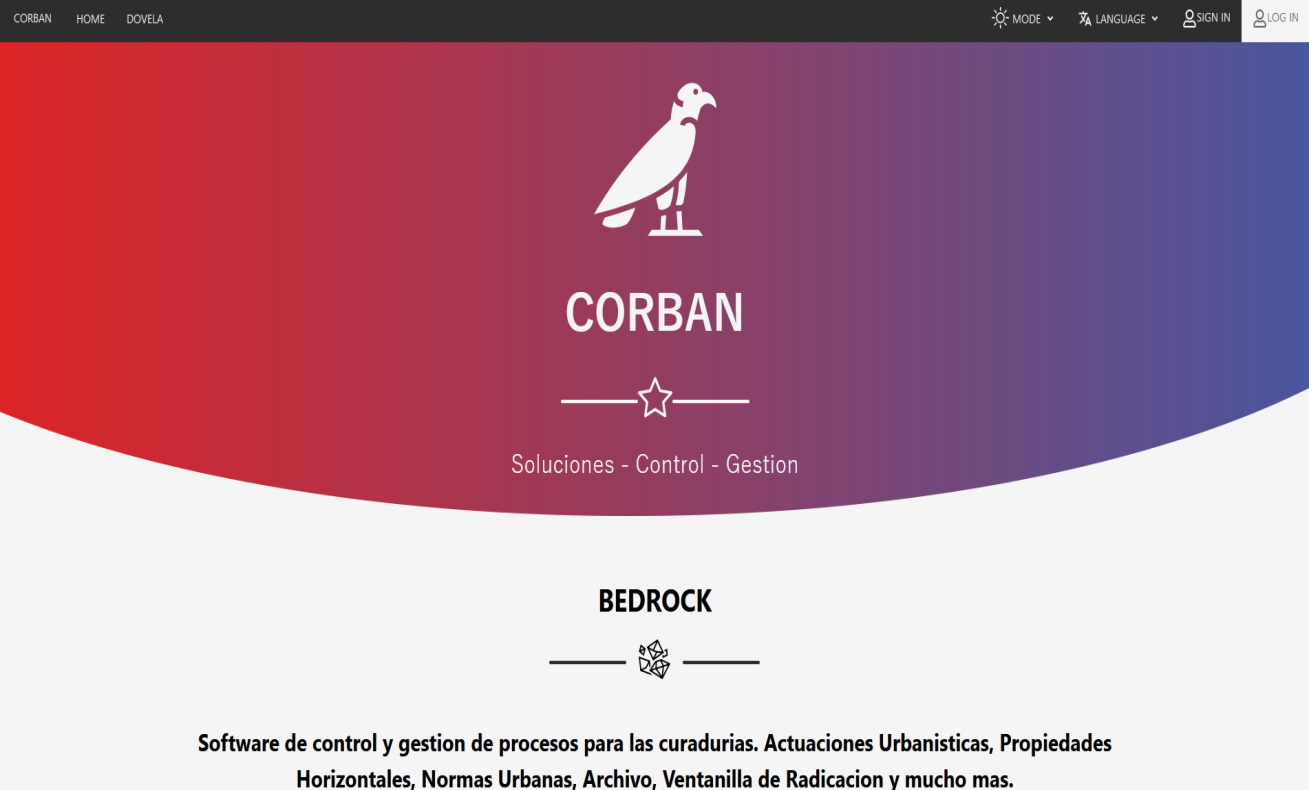 CORBAN HOME DOVELA MODE LANGUAGE SIGN IN LOG IN
CORBAN
Soluciones - Control - Gestion
BEDROCK
Software de control y gestion de procesos para las curadurias. Actuaciones Urbanisticas, Propiedades
Horizontales, Normas Urbanas, Archivo, Ventanilla de Radicacion y mucho mas.